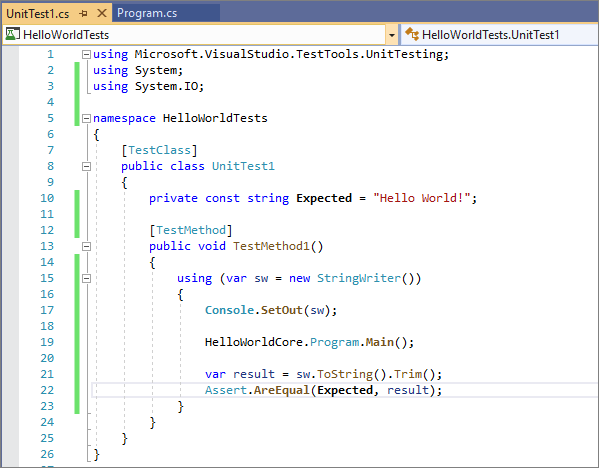 UnitTest1.cs Program.cs
HelloWorldTests HelloWorldTests.UnitTest1
1 using Microsoft.VisualStudio.TestTools.UnitTesting;
2 using System;
3 using System.IO;
4
5 namespace HelloWorldTests
6 {
7 [TestClass]
8 public class UnitTest1
9 {
10 private const string Expected = "Hello World!";
11
12 [TestMethod]
13 public void TestMethod1()
14 {
15 using (var sw = new StringWriter())
16 {
17 Console.SetOut(sw);
18
19 HelloWorldCore.Program.Main();
20
21 var result = sw.ToString().Trim();
22 Assert.AreEqual(Expected, result);
23 }
24 }
25 }
26 }